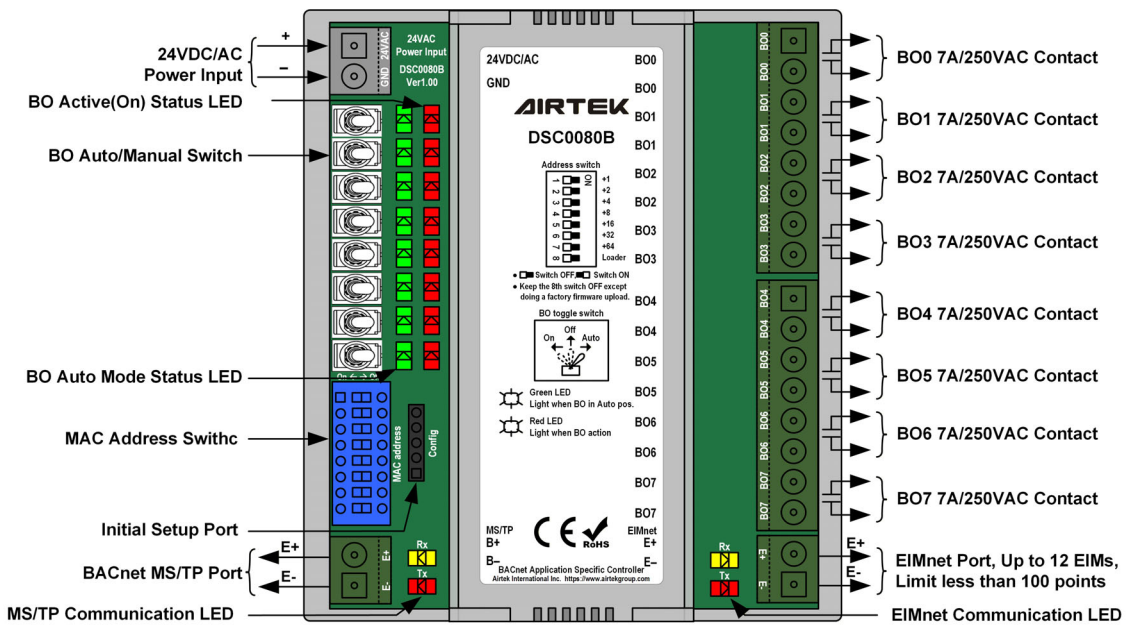 24VDC/AC
Power Input
+
–
BO Active(On) Status LED
BO Auto/Manual Switch
BO Auto Mode Status LED
MAC Address Swithc
Initial Setup Port
E+
E-
BACnet MS/TP Port
MS/TP Communication LED
24VAC
GND
24VAC
Power Input
DSC0080B
Ver1.00
MAC address
Config
E+
E-
Rx
Tx
24VDC/AC
GND
AIRTEK
DSC0080B
Address switch
ON
1 +1
2 +2
3 +4
4 +8
5 +16
6 +32
7 +64
8 Loader
• Switch OFF, Switch ON
• Keep the 8th switch OFF except
doing a factory firmware upload.
BO toggle switch
Off
On Auto
Green LED
Light when BO in Auto pos.
Red LED
Light when BO action
MS/TP
B+
B–
CE RoHS
EIMnet
E+
E–
BACnet Application Specific Controller
Airtek International Inc. https://www.airtekgroup.com
BO0
BO0
BO1
BO1
BO2
BO2
BO3
BO3
BO4
BO4
BO5
BO5
BO6
BO6
BO7
BO7
Rx
Tx
BO0
BO0
BO1
BO1
BO2
BO2
BO3
BO3
BO4
BO4
BO5
BO5
BO6
BO6
BO7
BO7
E+
E-
BO0 7A/250VAC Contact
BO1 7A/250VAC Contact
BO2 7A/250VAC Contact
BO3 7A/250VAC Contact
BO4 7A/250VAC Contact
BO5 7A/250VAC Contact
BO6 7A/250VAC Contact
BO7 7A/250VAC Contact
E+
E-
EIMnet Port, Up to 12 EIMs,
Limit less than 100 points
EIMnet Communication LED